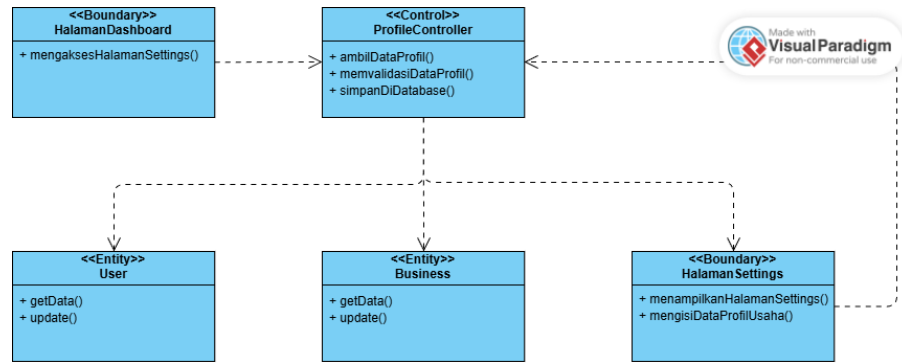 <<Boundary>>
HalamanDashboard
+ mengaksesHalamanSettings()
<<Control>>
ProfileController
+ ambilDataProfil()
+ memvalidasiDataProfil()
+ simpanDiDatabase()
Made with
Visual Paradigm
For non-commercial use
<<Entity>>
User
+ getData()
+ update()
<<Entity>>
Business
+ getData()
+ update()
<<Boundary>>
HalamanSettings
+ menampilkanHalamanSettings()
+ mengisiDataProfilUsaha()